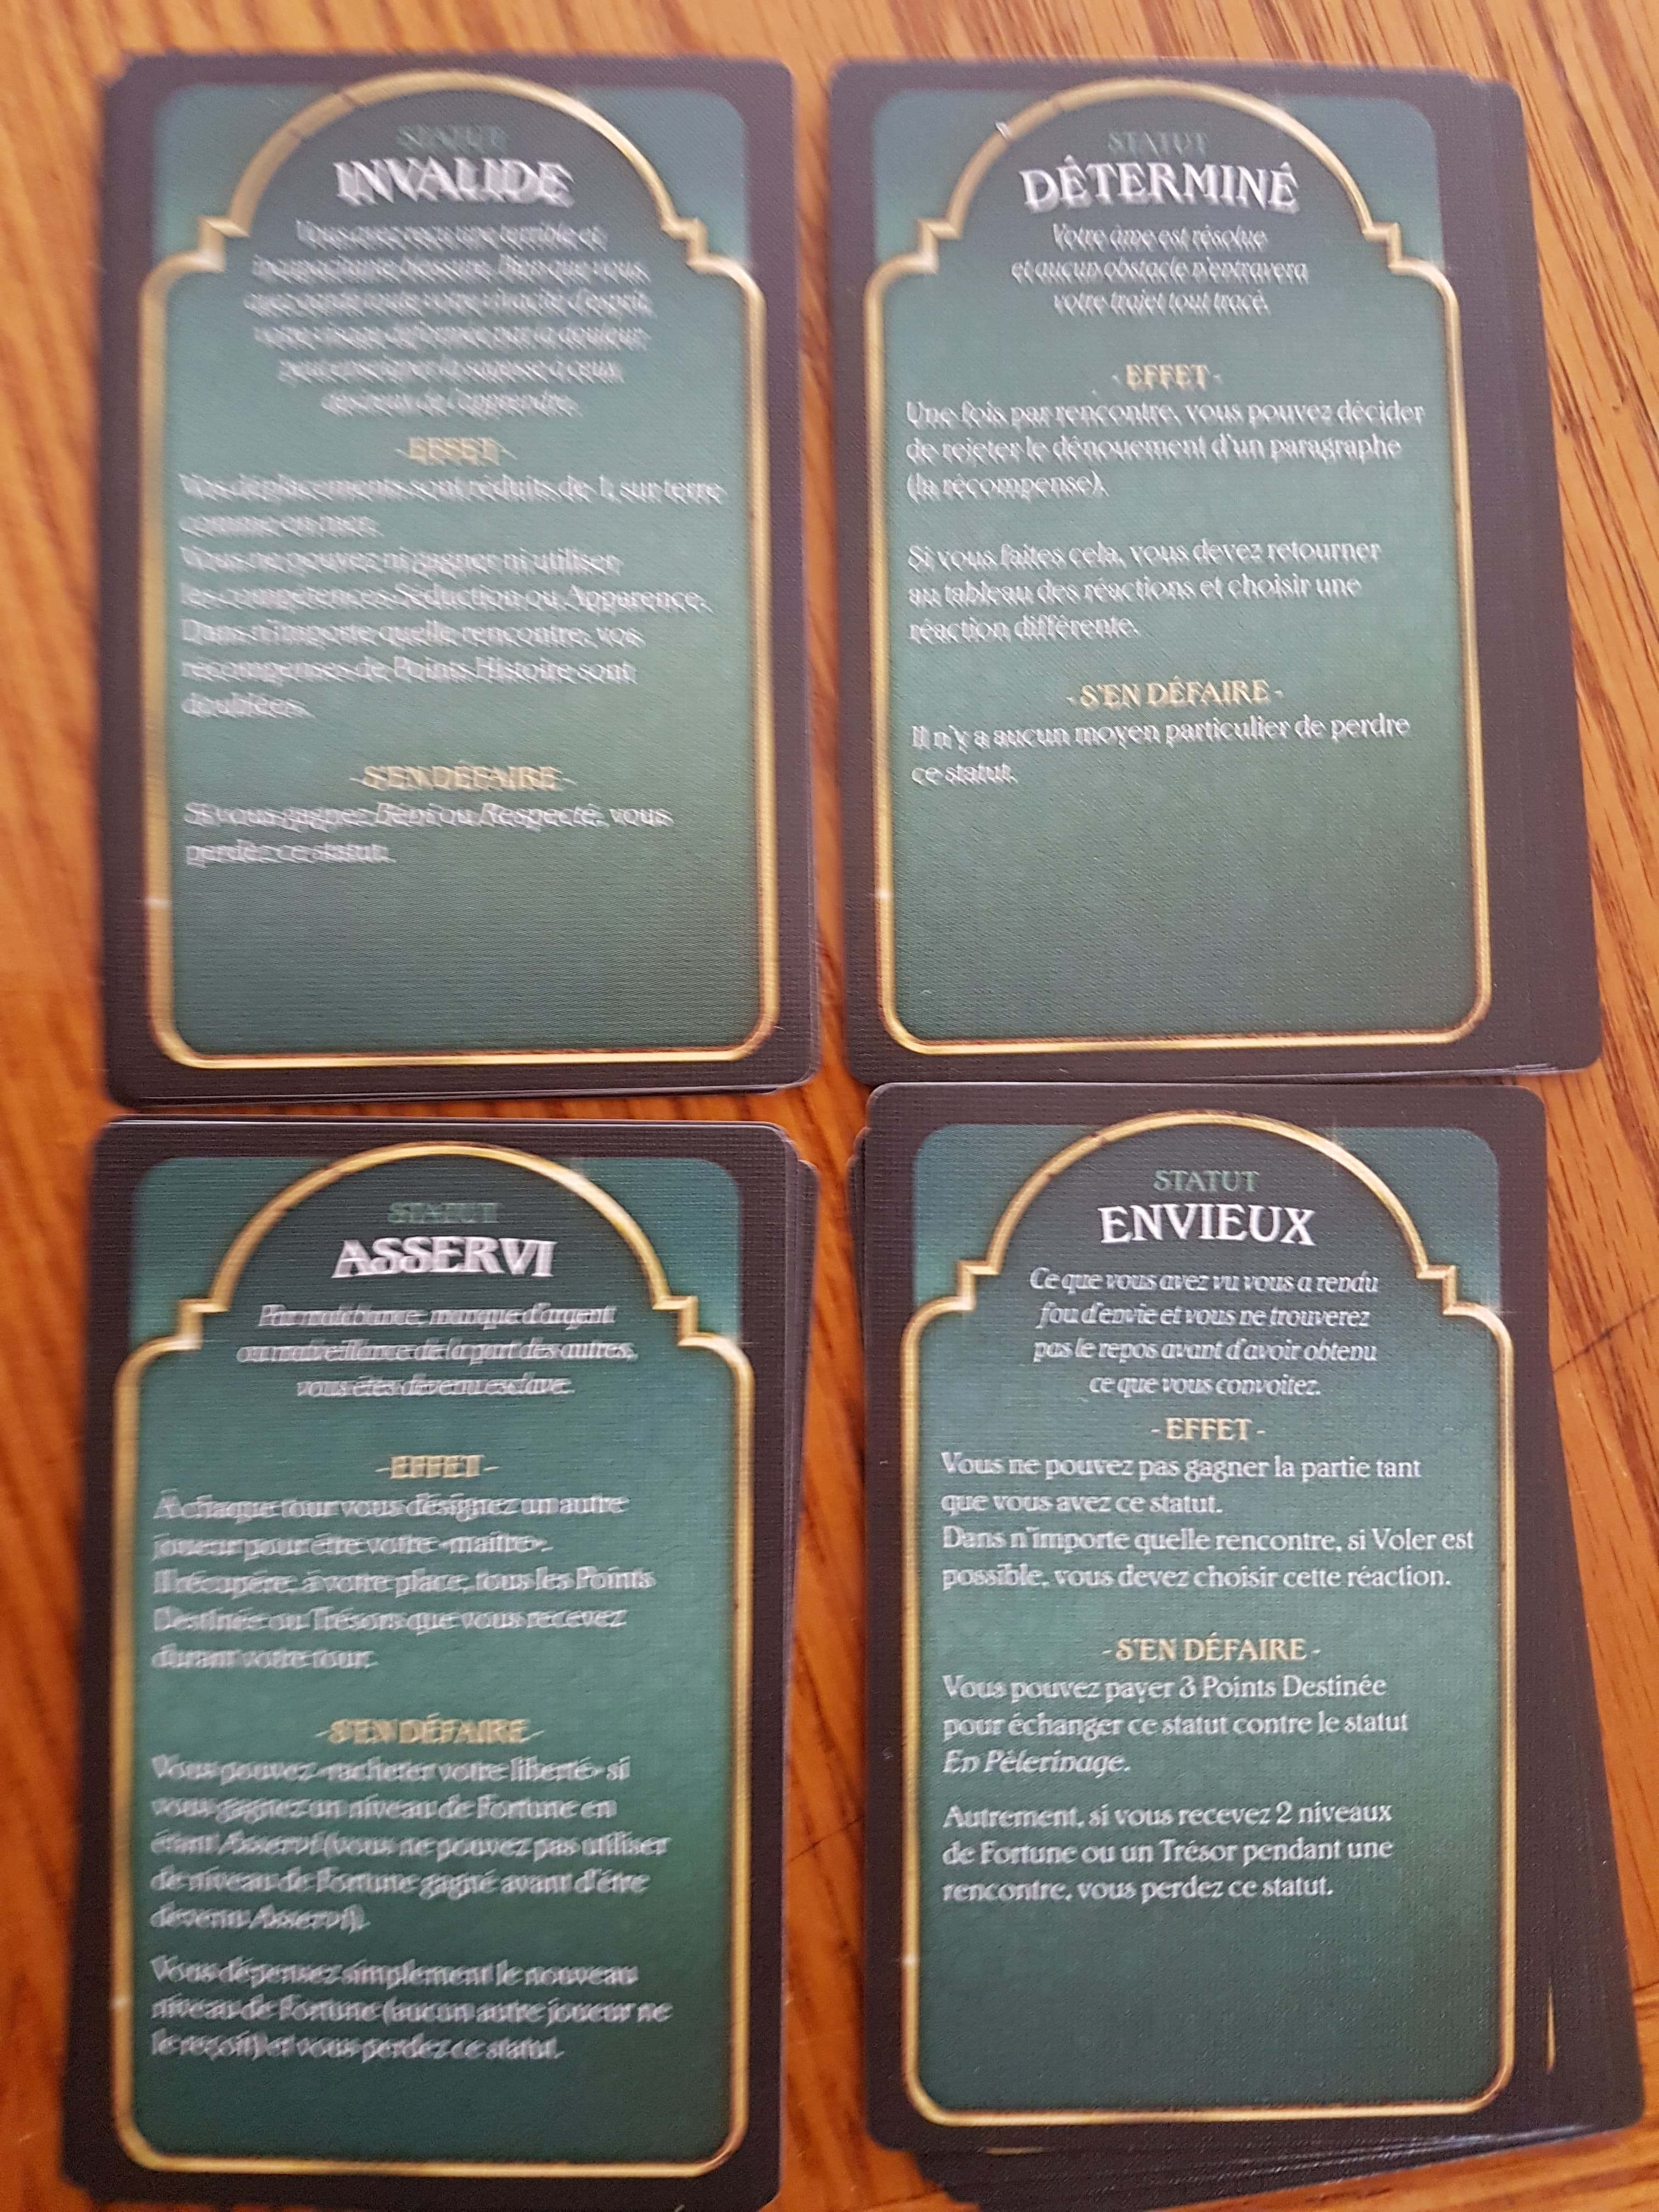 STATUT
INVALIDE
Vous avez reçu une terrible et
incapacitante blessure. Bien que vous
ayez gardé toute votre vivacité d'esprit,
votre visage déformée par la douleur
peut enseigner la sagesse à ceux
désireux de l'apprendre.
- EFFET -
Vos déplacements sont réduits de 1, sur terre
comme en mer.
Vous ne pouvez ni gagner ni utiliser
les compétences Séduction ou Apparence.
Dans n'importe quelle rencontre, vos
récompenses de Points Histoire sont
doublées.
- S'EN DÉFAIRE -
Si vous gagnez Béni ou Respecté, vous
perdez ce statut.
STATUT
DÉTERMINÉ
Votre âme est résolue
et aucun obstacle n'entravera
votre trajet tout tracé.
- EFFET -
Une fois par rencontre, vous pouvez décider
de rejeter le dénouement d'un paragraphe
(la récompense).
Si vous faites cela, vous devez retourner
au tableau des réactions et choisir une
réaction différente.
- S'EN DÉFAIRE -
Il n'y a aucun moyen particulier de perdre
ce statut.
STATUT
ASSERVI
Par malchance, manque d'argent
ou malveillance de la part des autres,
vous êtes devenu esclave.
- EFFET -
À chaque tour vous désignez un autre
joueur pour être votre «maître».
Il récupère, à votre place, tous les Points
Destinée ou Trésors que vous recevez
durant votre tour.
- S'EN DÉFAIRE -
Vous pouvez «racheter votre liberté» si
vous gagnez un niveau de Fortune en
étant Asservi (vous ne pouvez pas utiliser
de niveau de Fortune gagné avant d'être
devenu Asservi).
Vous dépensez simplement le nouveau
niveau de Fortune (aucun autre joueur ne
le reçoit) et vous perdez ce statut.
STATUT
ENVIEUX
Ce que vous avez vu vous a rendu
fou d'envie et vous ne trouverez
pas le repos avant d'avoir obtenu
ce que vous convoitez.
- EFFET -
Vous ne pouvez pas gagner la partie tant
que vous avez ce statut.
Dans n'importe quelle rencontre, si Voler est
possible, vous devez choisir cette réaction.
- S'EN DÉFAIRE -
Vous pouvez payer 3 Points Destinée
pour échanger ce statut contre le statut
En Pèlerinage.
Autrement, si vous recevez 2 niveaux
de Fortune ou un Trésor pendant une
rencontre, vous perdez ce statut.